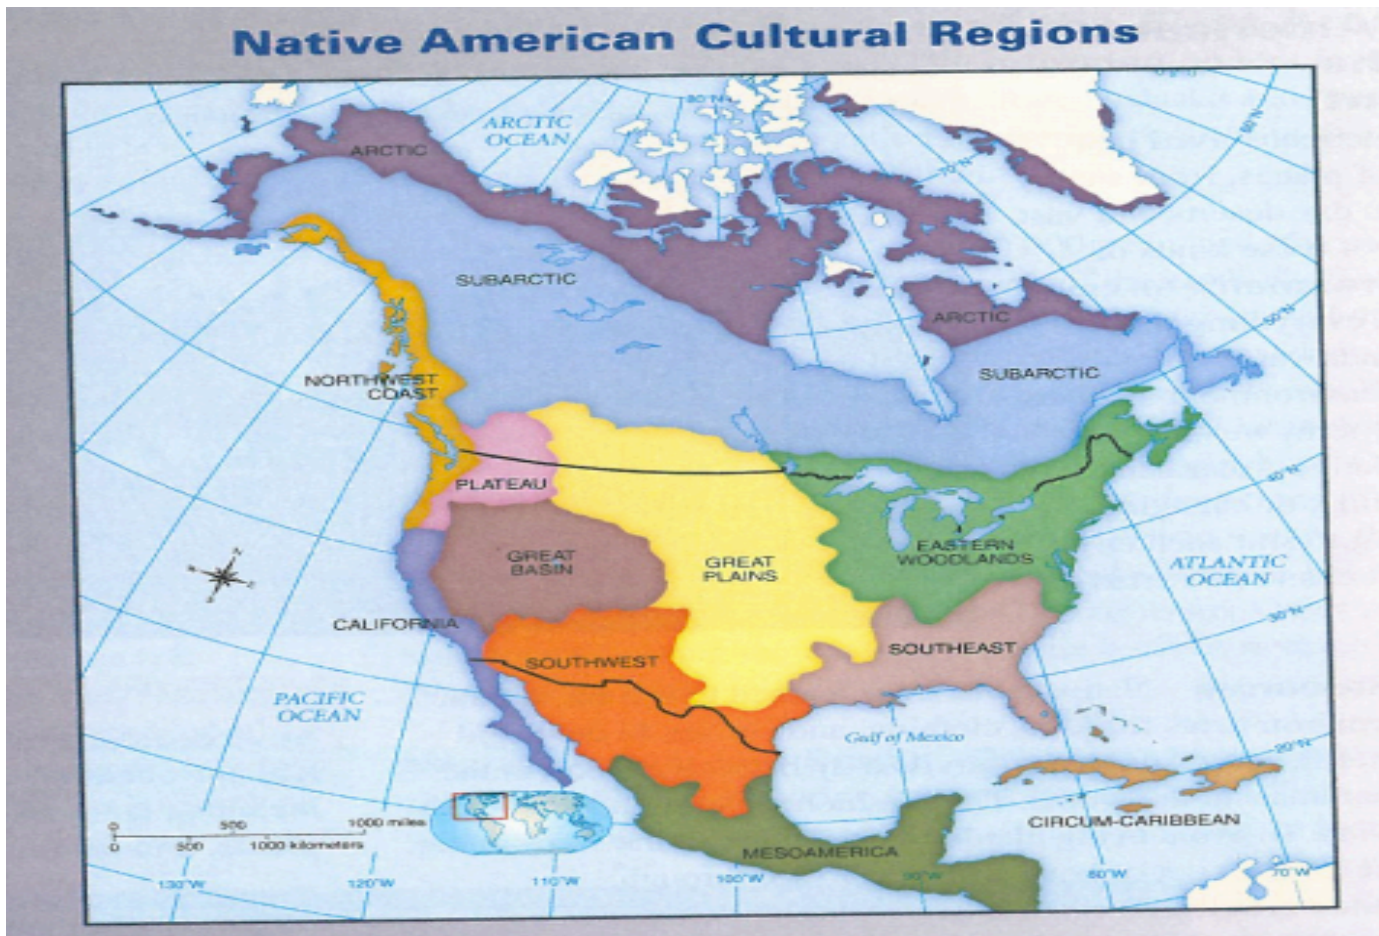 Native American Cultural Regions
80°N
ARCTIC
OCEAN
60°N
ARCTIC
70°N
SUBARCTIC
ARCTIC
50°N
SUBARCTIC
NORTHWEST
COAST
40°N
PLATEAU
EASTERN
WOODLANDS
GREAT
BASIN
GREAT
PLAINS
ATLANTIC
OCEAN
N
W
E
S
30°N
CALIFORNIA
SOUTHEAST
SOUTHWEST
PACIFIC
OCEAN
Gulf of Mexico
20°N
0 500 1000 miles
0 500 1000 kilometers
CIRCUM-CARIBBEAN
MESOAMERICA
130°W
120°W
110°W
100°W
90°W
80°W
70°W